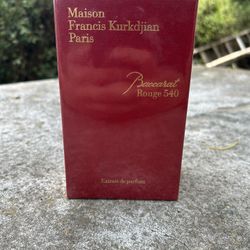 Maison
Francis Kurkdjian
Paris
Baccarat
Rouge 540
Extrait de parfum